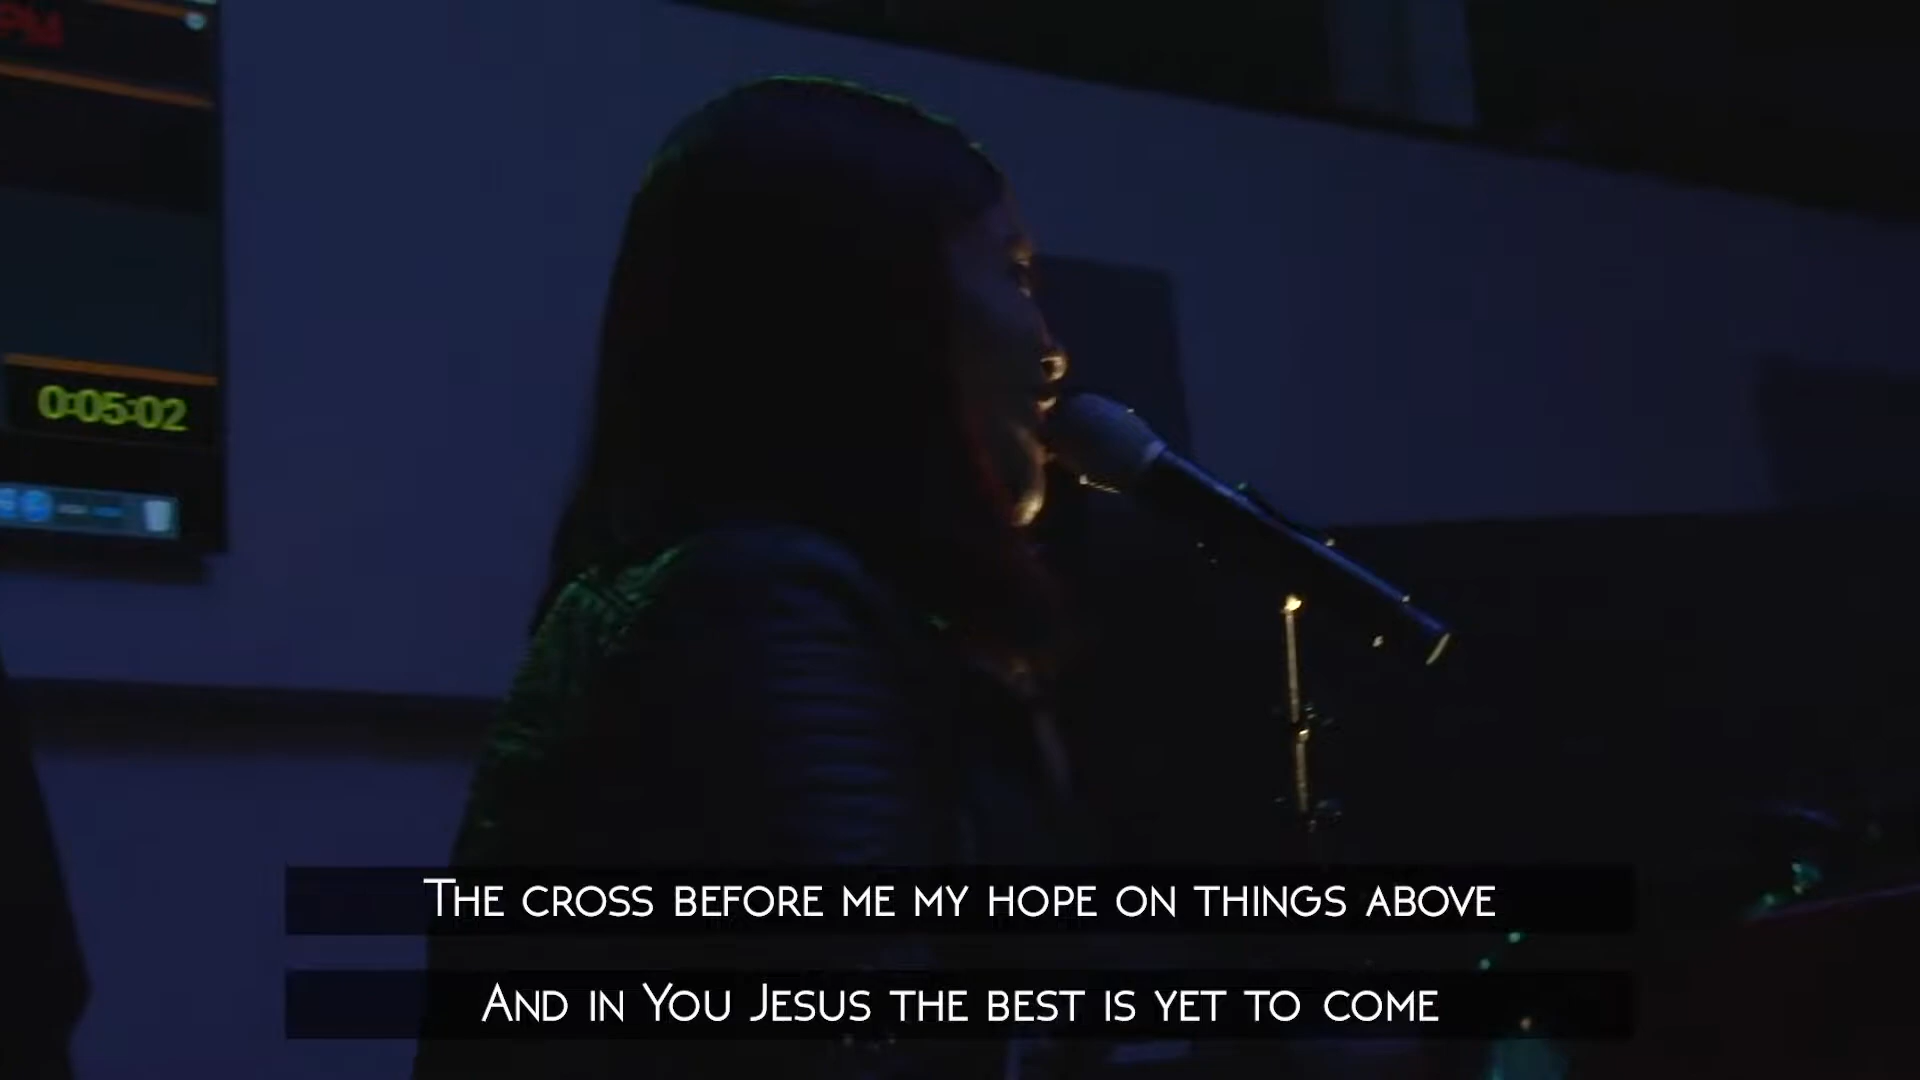 PM
0:05:02
THE CROSS BEFORE ME MY HOPE ON THINGS ABOVE
AND IN YOU JESUS THE BEST IS YET TO COME